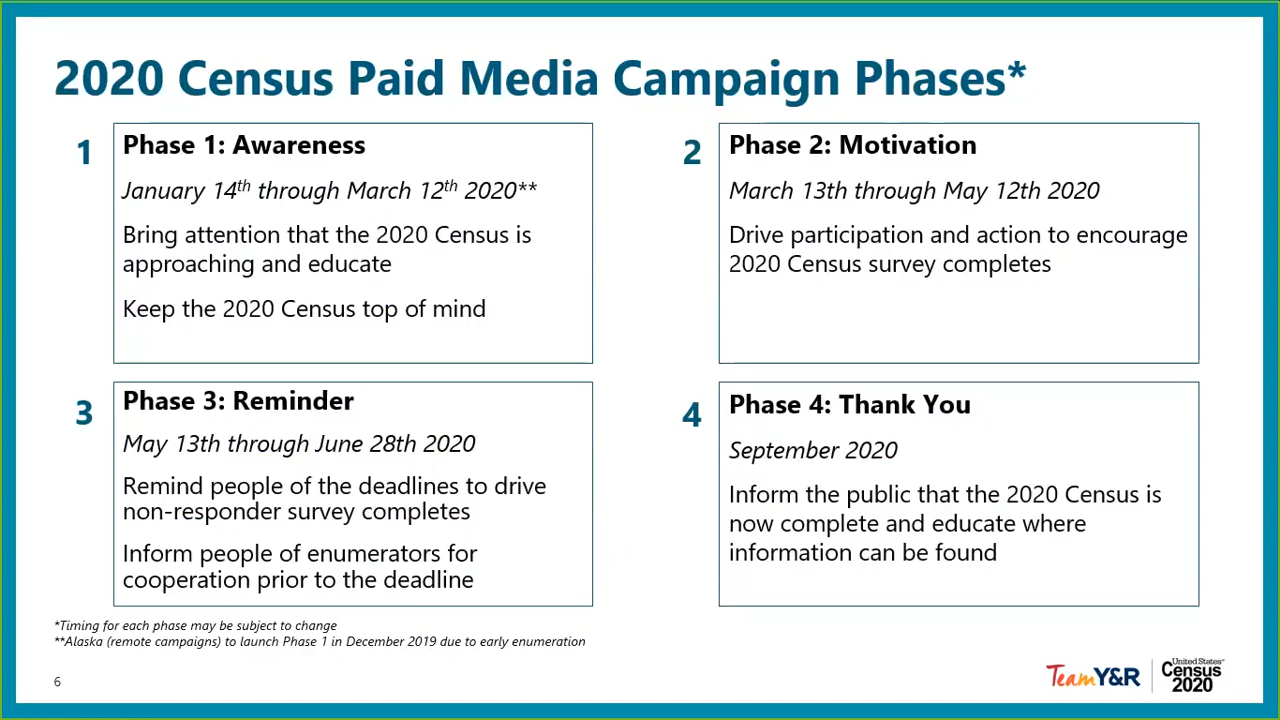 2020 Census Paid Media Campaign Phases*
1
Phase 1: Awareness
January 14th through March 12th 2020**
Bring attention that the 2020 Census is
approaching and educate
Keep the 2020 Census top of mind
2
Phase 2: Motivation
March 13th through May 12th 2020
Drive participation and action to encourage
2020 Census survey completes
3
Phase 3: Reminder
May 13th through June 28th 2020
Remind people of the deadlines to drive
non-responder survey completes
Inform people of enumerators for
cooperation prior to the deadline
4
Phase 4: Thank You
September 2020
Inform the public that the 2020 Census is
now complete and educate where
information can be found
*Timing for each phase may be subject to change
**Alaska (remote campaigns) to launch Phase 1 in December 2019 due to early enumeration
6
TeamY&R
United States®
Census
2020